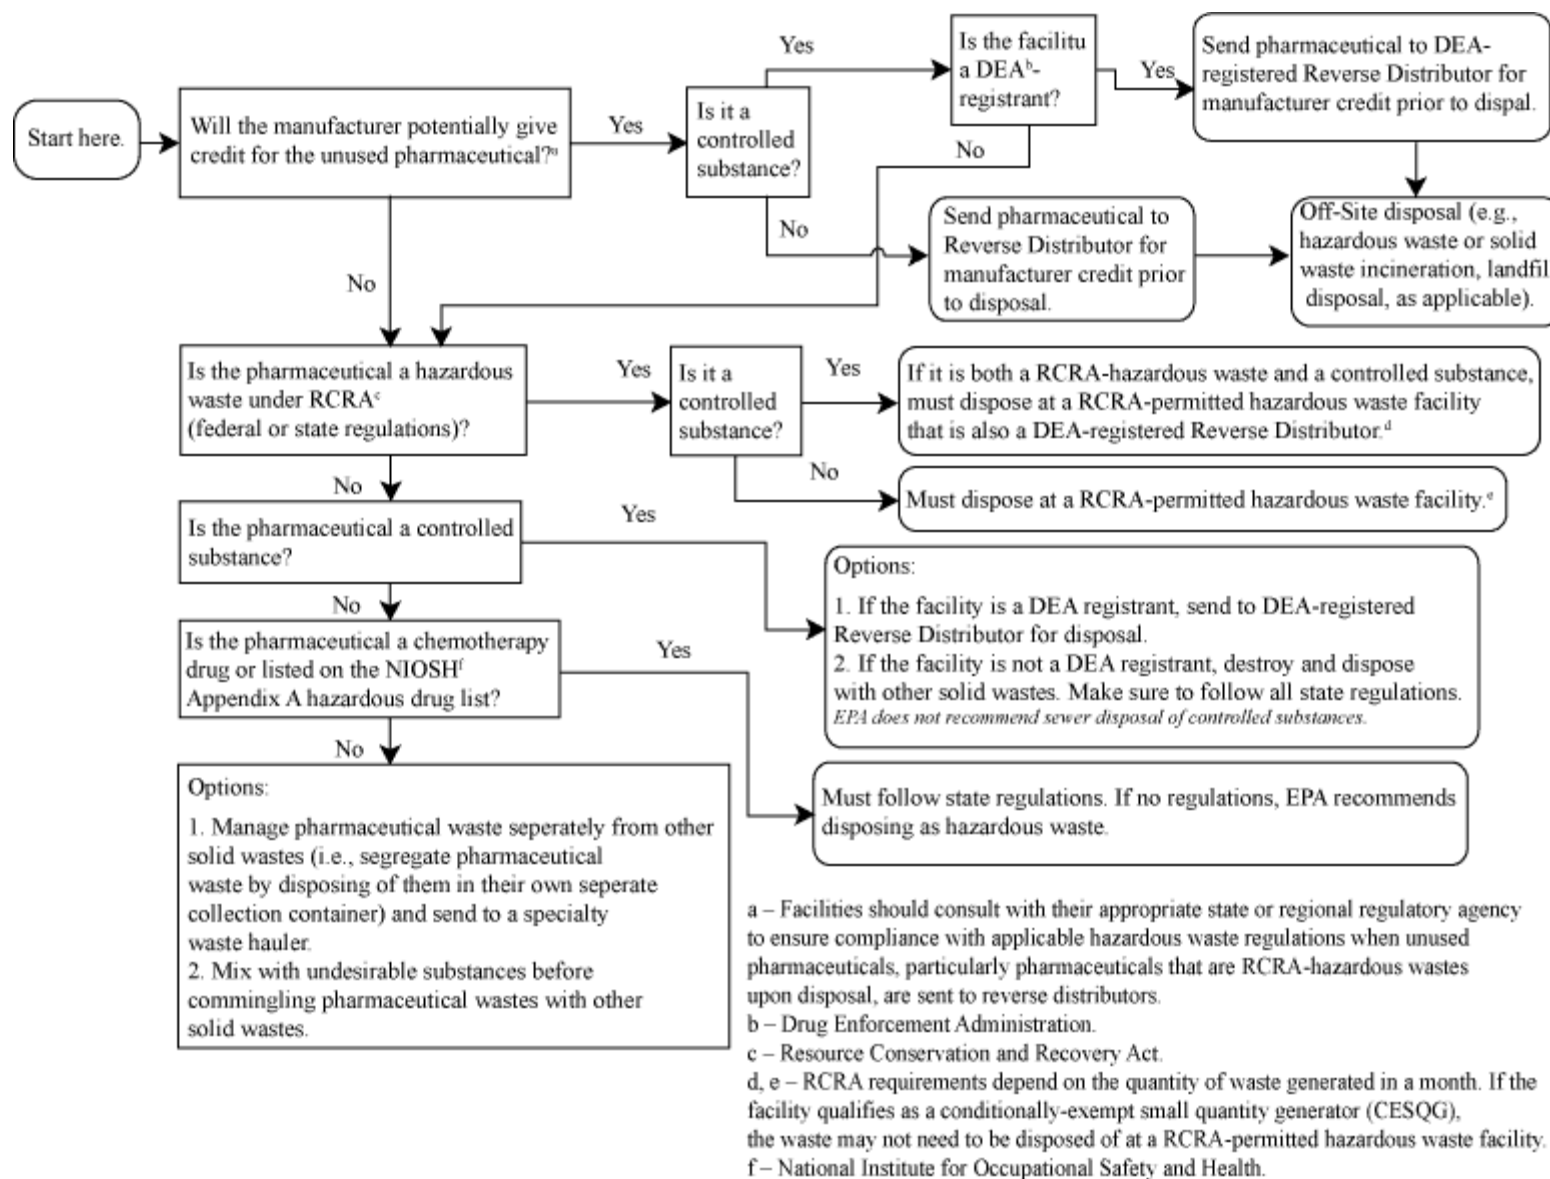 Start here.
Will the manufacturer potentially give
credit for the unused pharmaceutical?ᵃ
Yes
Is it a
controlled
substance?
Yes
Is the facilitu
a DEAᵇ-
registrant?
Yes
Send pharmaceutical to DEA-
registered Reverse Distributor for
manufacturer credit prior to dispal.
No
No
Send pharmaceutical to
Reverse Distributor for
manufacturer credit prior
to disposal.
Off-Site disposal (e.g.,
hazardous waste or solid
waste incineration, landfil
disposal, as applicable).
No
Is the pharmaceutical a hazardous
waste under RCRAᶜ
(federal or state regulations)?
Yes
Is it a
controlled
substance?
Yes
If it is both a RCRA-hazardous waste and a controlled substance,
must dispose at a RCRA-permitted hazardous waste facility
that is also a DEA-registered Reverse Distributor.ᵈ
No
Must dispose at a RCRA-permitted hazardous waste facility.ᵉ
No
Is the pharmaceutical a controlled
substance?
Yes
Options:
1. If the facility is a DEA registrant, send to DEA-registered
Reverse Distributor for disposal.
2. If the facility is not a DEA registrant, destroy and dispose
with other solid wastes. Make sure to follow all state regulations.
EPA does not recommend sewer disposal of controlled substances.
No
Is the pharmaceutical a chemotherapy
drug or listed on the NIOSHᶠ
Appendix A hazardous drug list?
Yes
Must follow state regulations. If no regulations, EPA recommends
disposing as hazardous waste.
No
Options:
1. Manage pharmaceutical waste seperately from other
solid wastes (i.e., segregate pharmaceutical
waste by disposing of them in their own seperate
collection container) and send to a specialty
waste hauler.
2. Mix with undesirable substances before
commingling pharmaceutical wastes with other
solid wastes.
a – Facilities should consult with their appropriate state or regional regulatory agency
to ensure compliance with applicable hazardous waste regulations when unused
pharmaceuticals, particularly pharmaceuticals that are RCRA-hazardous wastes
upon disposal, are sent to reverse distributors.
b – Drug Enforcement Administration.
c – Resource Conservation and Recovery Act.
d, e – RCRA requirements depend on the quantity of waste generated in a month. If the
facility qualifies as a conditionally-exempt small quantity generator (CESQG),
the waste may not need to be disposed of at a RCRA-permitted hazardous waste facility.
f – National Institute for Occupational Safety and Health.